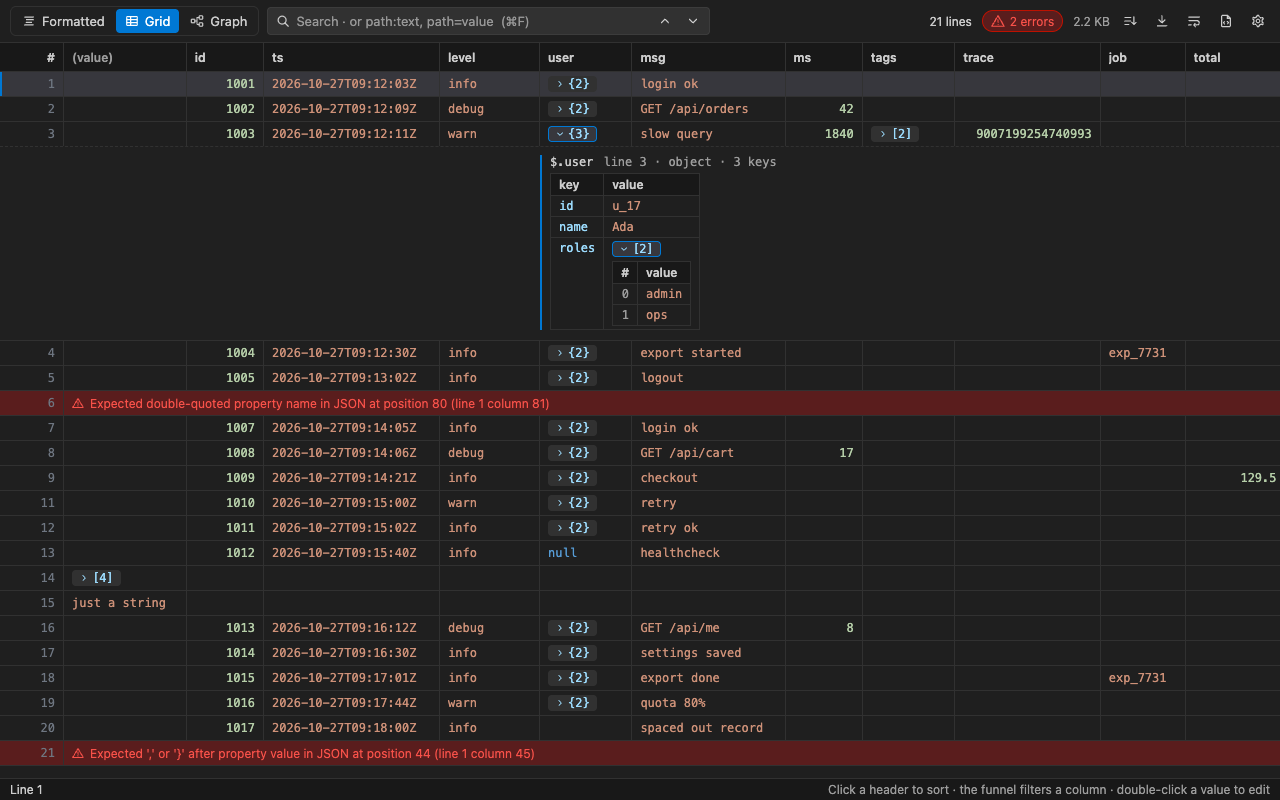 Formatted Grid Graph Search · or path:text, path=value (⌘F) 21 lines 2 errors 2.2 KB
# (value) id ts level user msg ms tags trace job total
1 1001 2026-10-27T09:12:03Z info {2} login ok
2 1002 2026-10-27T09:12:09Z debug {2} GET /api/orders 42
3 1003 2026-10-27T09:12:11Z warn {3} slow query 1840 [2] 9007199254740993
$.user line 3 · object · 3 keys
key value
id u_17
name Ada
roles [2]
# value
0 admin
1 ops
4 1004 2026-10-27T09:12:30Z info {2} export started exp_7731
5 1005 2026-10-27T09:13:02Z info {2} logout
6 Expected double-quoted property name in JSON at position 80 (line 1 column 81)
7 1007 2026-10-27T09:14:05Z info {2} login ok
8 1008 2026-10-27T09:14:06Z debug {2} GET /api/cart 17
9 1009 2026-10-27T09:14:21Z info {2} checkout 129.5
11 1010 2026-10-27T09:15:00Z warn {2} retry
12 1011 2026-10-27T09:15:02Z info {2} retry ok
13 1012 2026-10-27T09:15:40Z info null healthcheck
14 [4]
15 just a string
16 1013 2026-10-27T09:16:12Z debug {2} GET /api/me 8
17 1014 2026-10-27T09:16:30Z info {2} settings saved
18 1015 2026-10-27T09:17:01Z info {2} export done exp_7731
19 1016 2026-10-27T09:17:44Z warn {2} quota 80%
20 1017 2026-10-27T09:18:00Z info spaced out record
21 Expected ',' or '}' after property value in JSON at position 44 (line 1 column 45)
Line 1 Click a header to sort · the funnel filters a column · double-click a value to edit